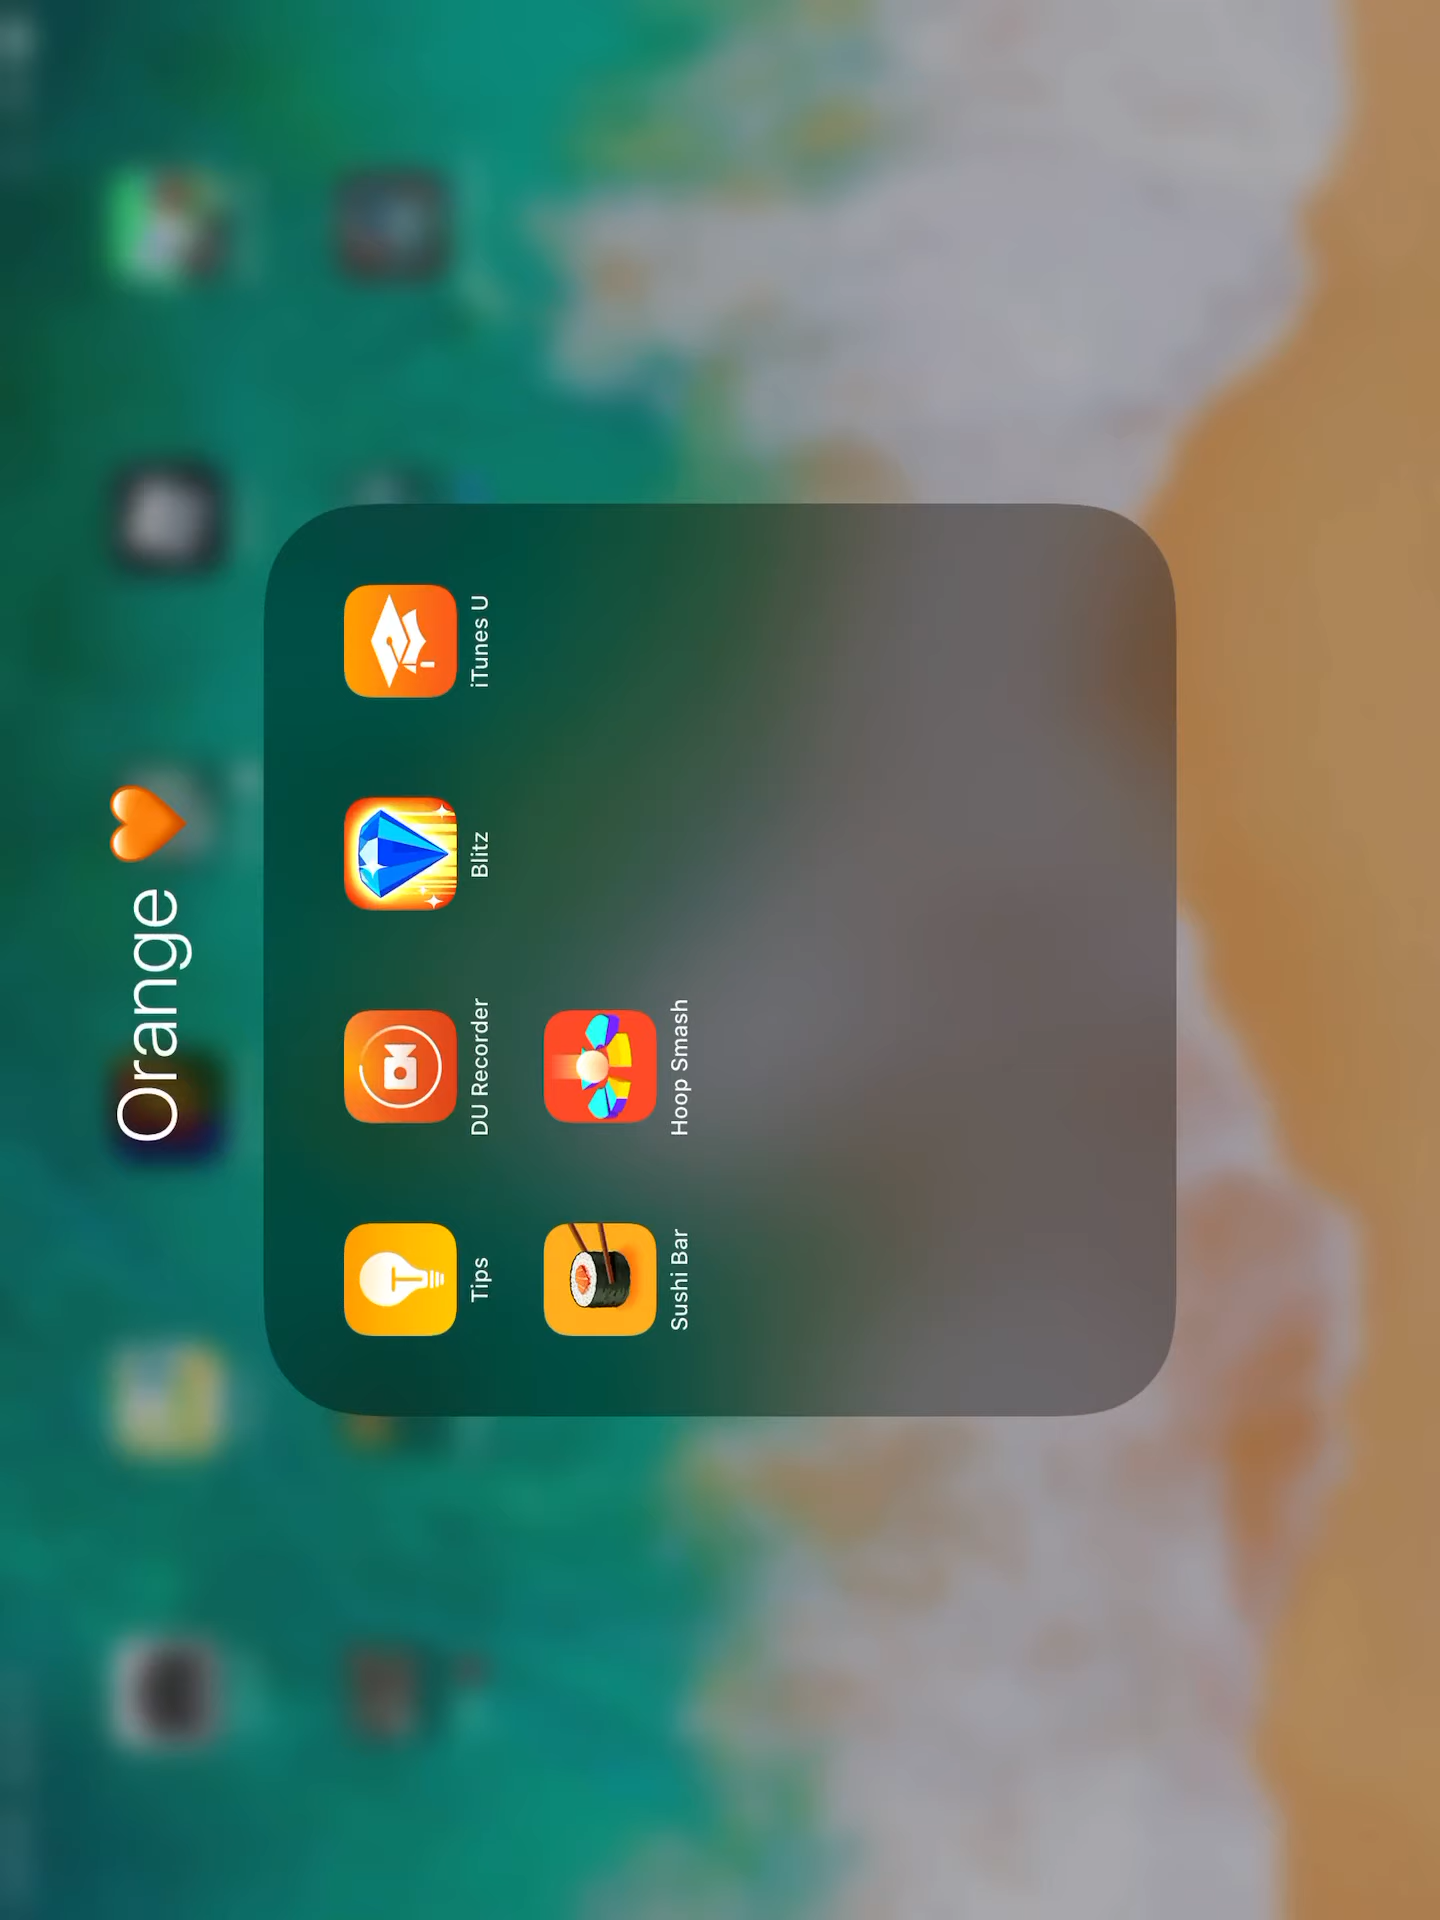 Orange 🧡
Tips
DU Recorder
Blitz
iTunes U
Sushi Bar
Hoop Smash